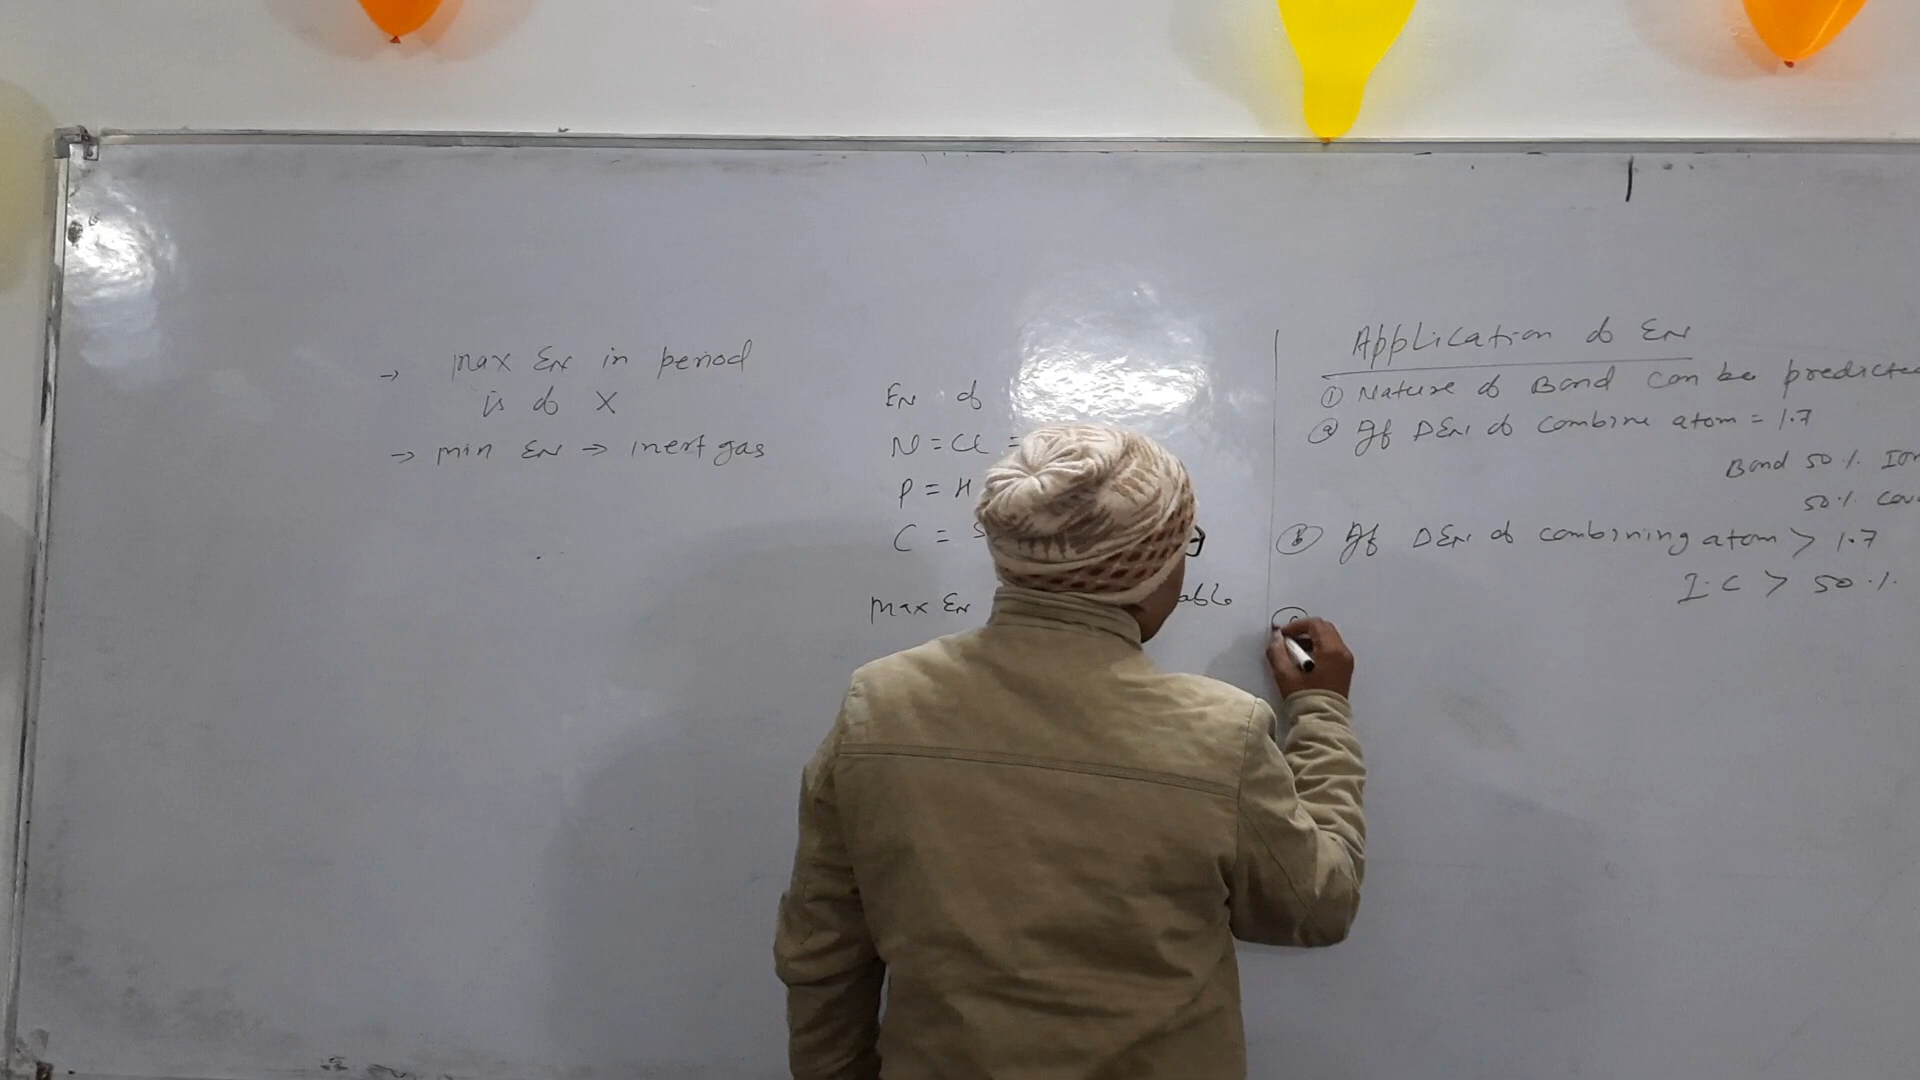 → max EN in period
is of X
→ min EN → inert gas
EN of
N = Cl =
P = H
C = S
max EN able
Application of EN
① Nature of Bond can be predicted
ⓐ If ΔEN of combine atom = 1.7
Bond 50 % Ion
50 % cov
ⓑ If ΔEN of combining atom > 1.7
I.C > 50 %